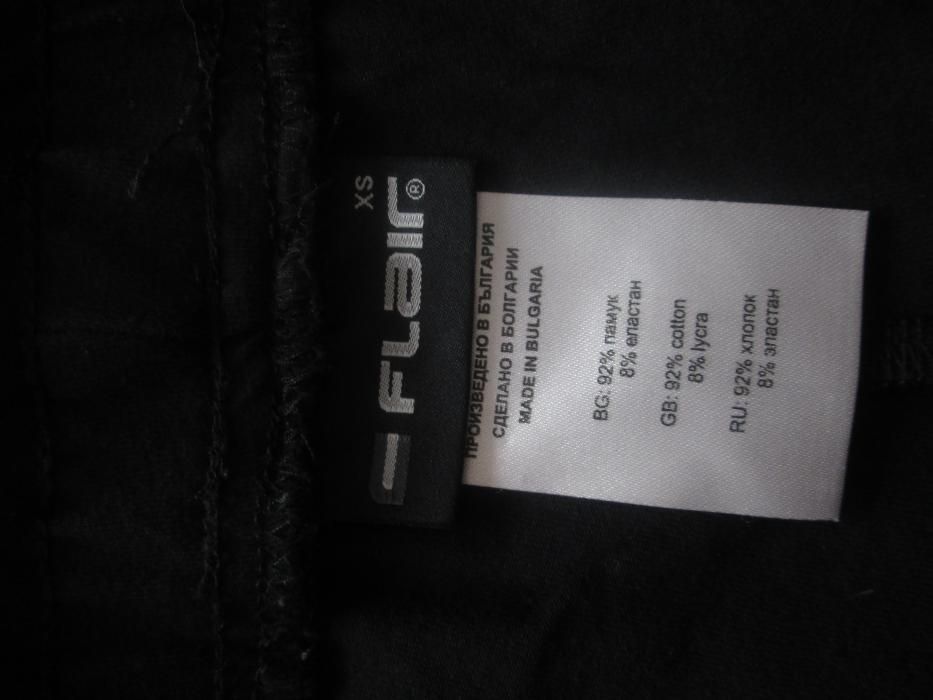 XS
FLair®
ПРОИЗВЕДЕНО В БЪЛГАРИЯ
СДЕЛАНО В БОЛГАРИИ
MADE IN BULGARIA
BG: 92% памук
8% еластан
GB: 92% cotton
8% lycra
RU: 92% хлопок
8% эластан